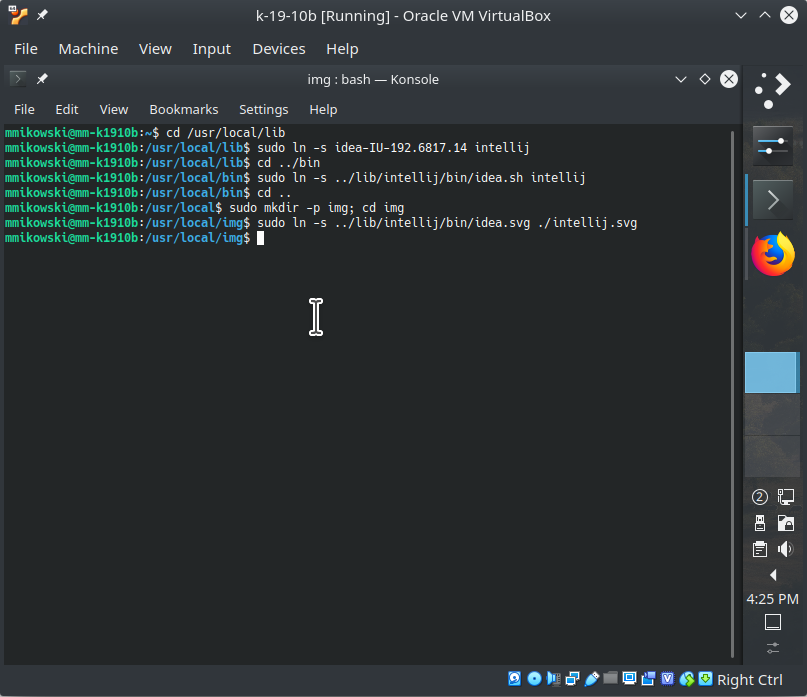 k-19-10b [Running] - Oracle VM VirtualBox
File Machine View Input Devices Help
img : bash — Konsole
File Edit View Bookmarks Settings Help
mmikowski@mm-k1910b:~$ cd /usr/local/lib
mmikowski@mm-k1910b:/usr/local/lib$ sudo ln -s idea-IU-192.6817.14 intellij
mmikowski@mm-k1910b:/usr/local/lib$ cd ../bin
mmikowski@mm-k1910b:/usr/local/bin$ sudo ln -s ../lib/intellij/bin/idea.sh intellij
mmikowski@mm-k1910b:/usr/local/bin$ cd ..
mmikowski@mm-k1910b:/usr/local$ sudo mkdir -p img; cd img
mmikowski@mm-k1910b:/usr/local/img$ sudo ln -s ../lib/intellij/bin/idea.svg ./intellij.svg
mmikowski@mm-k1910b:/usr/local/img$
2
4:25 PM
V
Right Ctrl